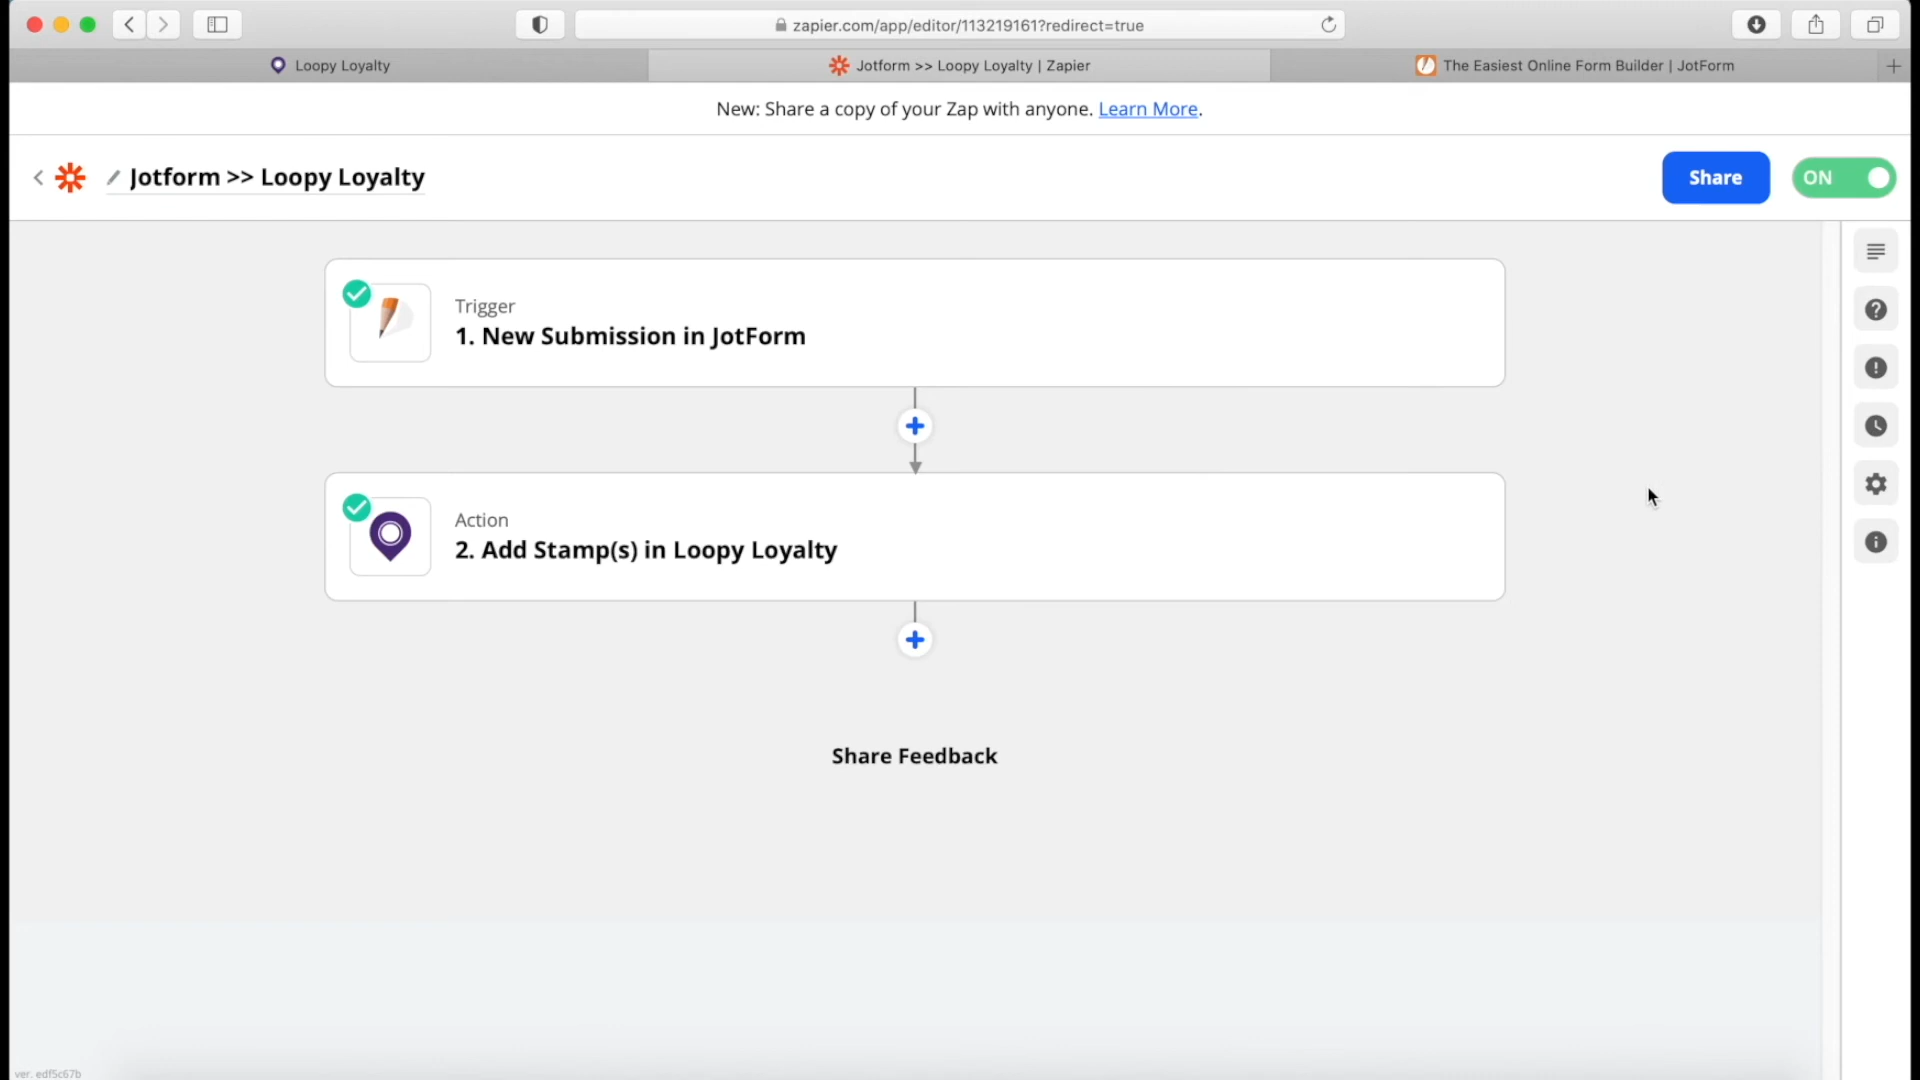 zapier.com/app/editor/113219161?redirect=true
Loopy Loyalty
Jotform >> Loopy Loyalty | Zapier
The Easiest Online Form Builder | JotForm
New: Share a copy of your Zap with anyone. Learn More.
Jotform >> Loopy Loyalty
Share
ON
Trigger
1. New Submission in JotForm
Action
2. Add Stamp(s) in Loopy Loyalty
Share Feedback
ver. edf5c67b